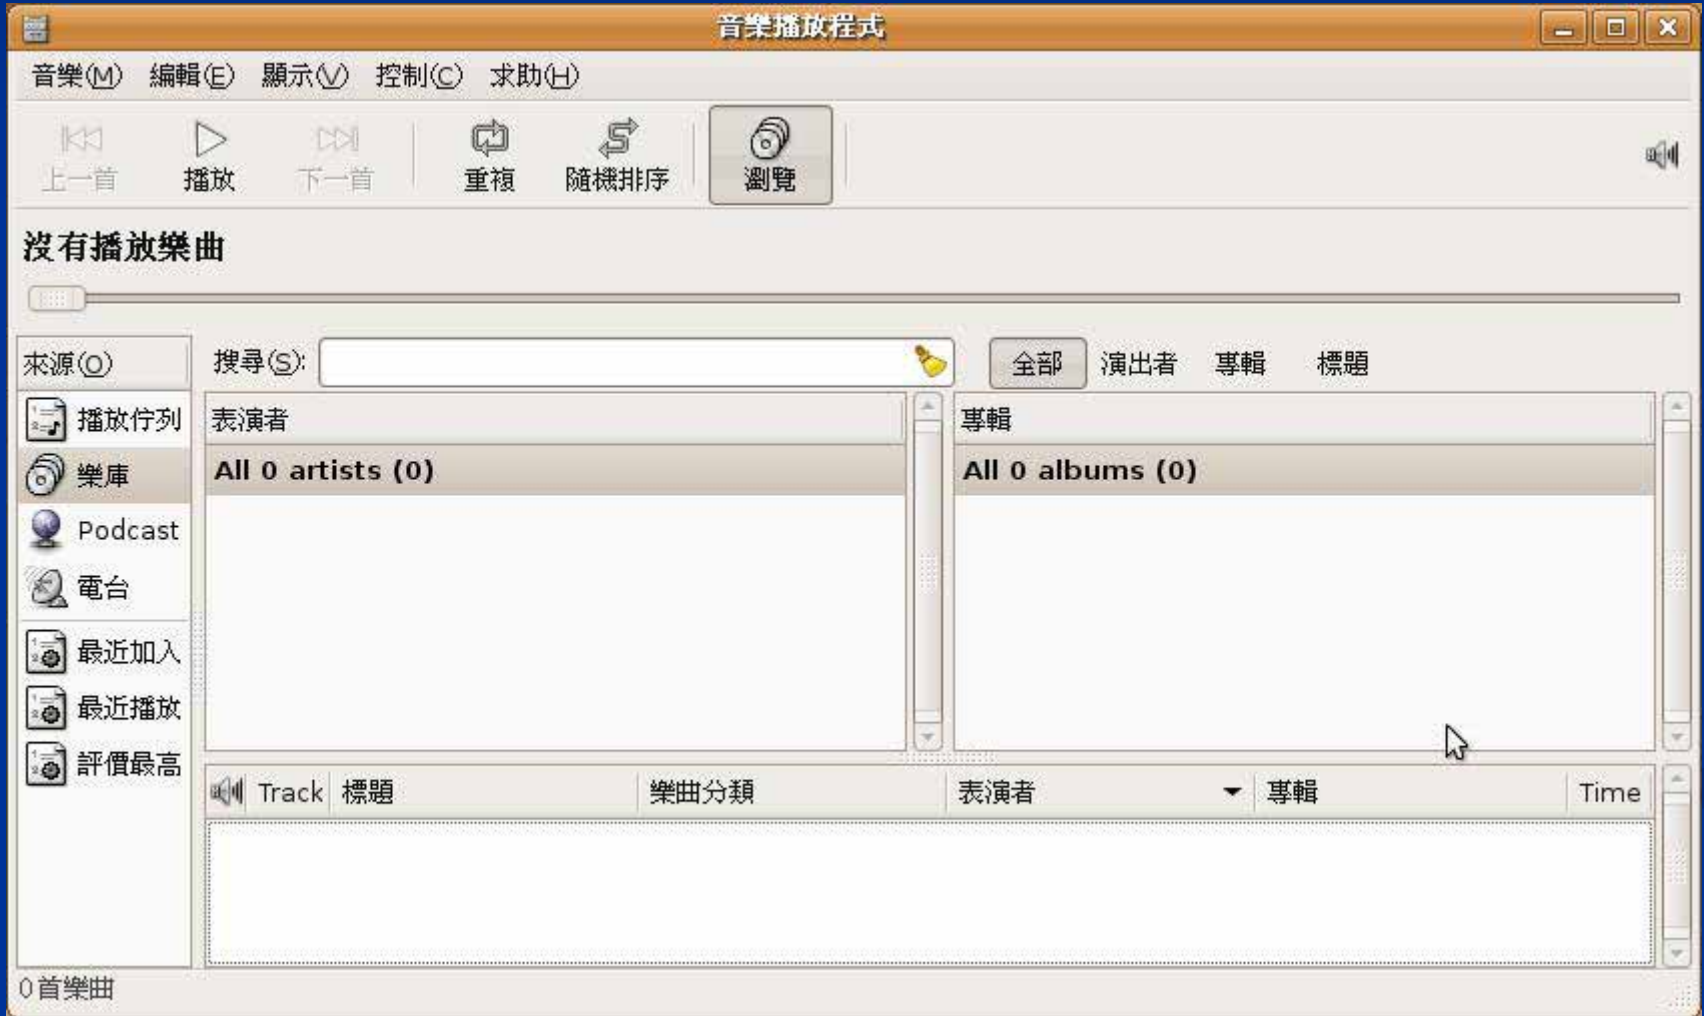 音樂播放程式
音樂(M) 編輯(E) 顯示(V) 控制(C) 求助(H)
上一首 播放 下一首 重複 隨機排序 瀏覽
沒有播放樂曲
來源(O) 搜尋(S): 全部 演出者 專輯 標題
播放佇列 表演者 專輯
樂庫 All 0 artists (0) All 0 albums (0)
Podcast
電台
最近加入
最近播放
評價最高
Track 標題 樂曲分類 表演者 專輯 Time
0首樂曲